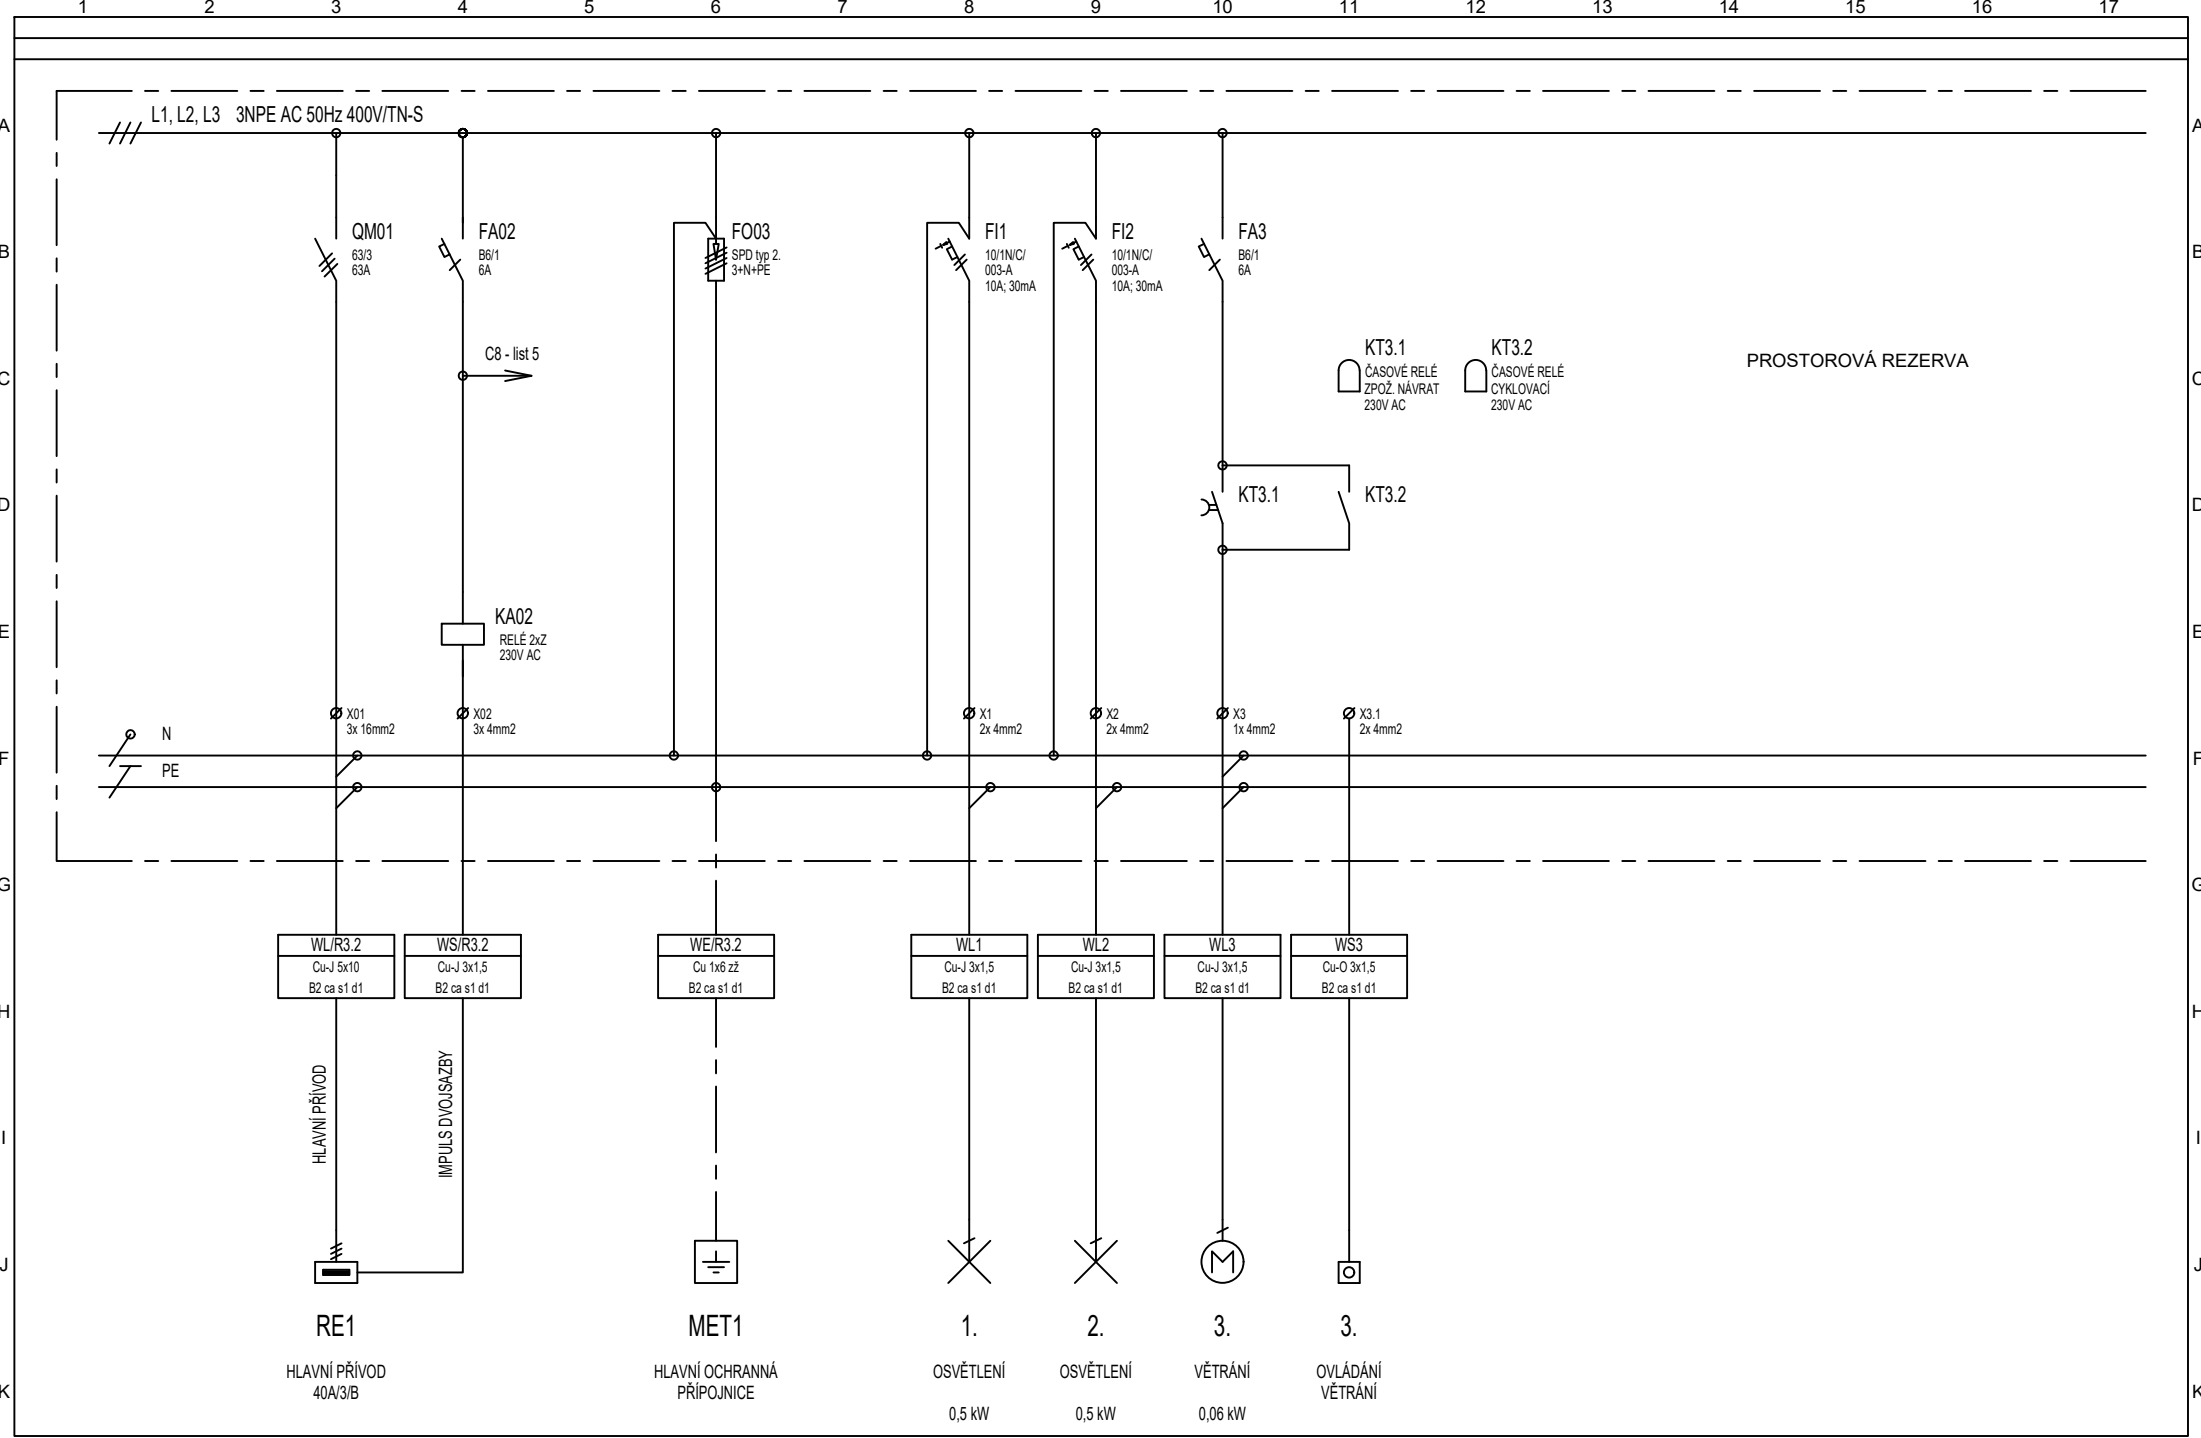 1 2 3 4 5 6 7 8 9 10 11 12 13 14 15 16 17
L1, L2, L3 3NPE AC 50Hz 400V/TN-S
A A
QM01
63/3
63A
FA02
B6/1
6A
FO03
SPD typ 2.
3+N+PE
FI1
10/1N/C/
003-A
10A; 30mA
FI2
10/1N/C/
003-A
10A; 30mA
FA3
B6/1
6A
B B
C8 - list 5
KT3.1
ČASOVÉ RELÉ
ZPOŽ. NÁVRAT
230V AC
KT3.2
ČASOVÉ RELÉ
CYKLOVACÍ
230V AC
PROSTOROVÁ REZERVA
C C
KT3.1
KT3.2
D D
KA02
RELÉ 2xZ
230V AC
E E
X01
3x 16mm2
X02
3x 4mm2
X1
2x 4mm2
X2
2x 4mm2
X3
1x 4mm2
X3.1
2x 4mm2
N
F F
PE
G G
WL/R3.2
Cu-J 5x10
B2 ca s1 d1
WS/R3.2
Cu-J 3x1,5
B2 ca s1 d1
WE/R3.2
Cu 1x6 zž
B2 ca s1 d1
WL1
Cu-J 3x1,5
B2 ca s1 d1
WL2
Cu-J 3x1,5
B2 ca s1 d1
WL3
Cu-J 3x1,5
B2 ca s1 d1
WS3
Cu-O 3x1,5
B2 ca s1 d1
H H
HLAVNÍ PŘÍVOD
IMPULS DVOJSAZBY
I I
M
J J
RE1
HLAVNÍ PŘÍVOD
40A/3/B
MET1
HLAVNÍ OCHRANNÁ
PŘÍPOJNICE
1.
OSVĚTLENÍ
0,5 kW
2.
OSVĚTLENÍ
0,5 kW
3.
VĚTRÁNÍ
0,06 kW
3.
OVLÁDÁNÍ
VĚTRÁNÍ
K K